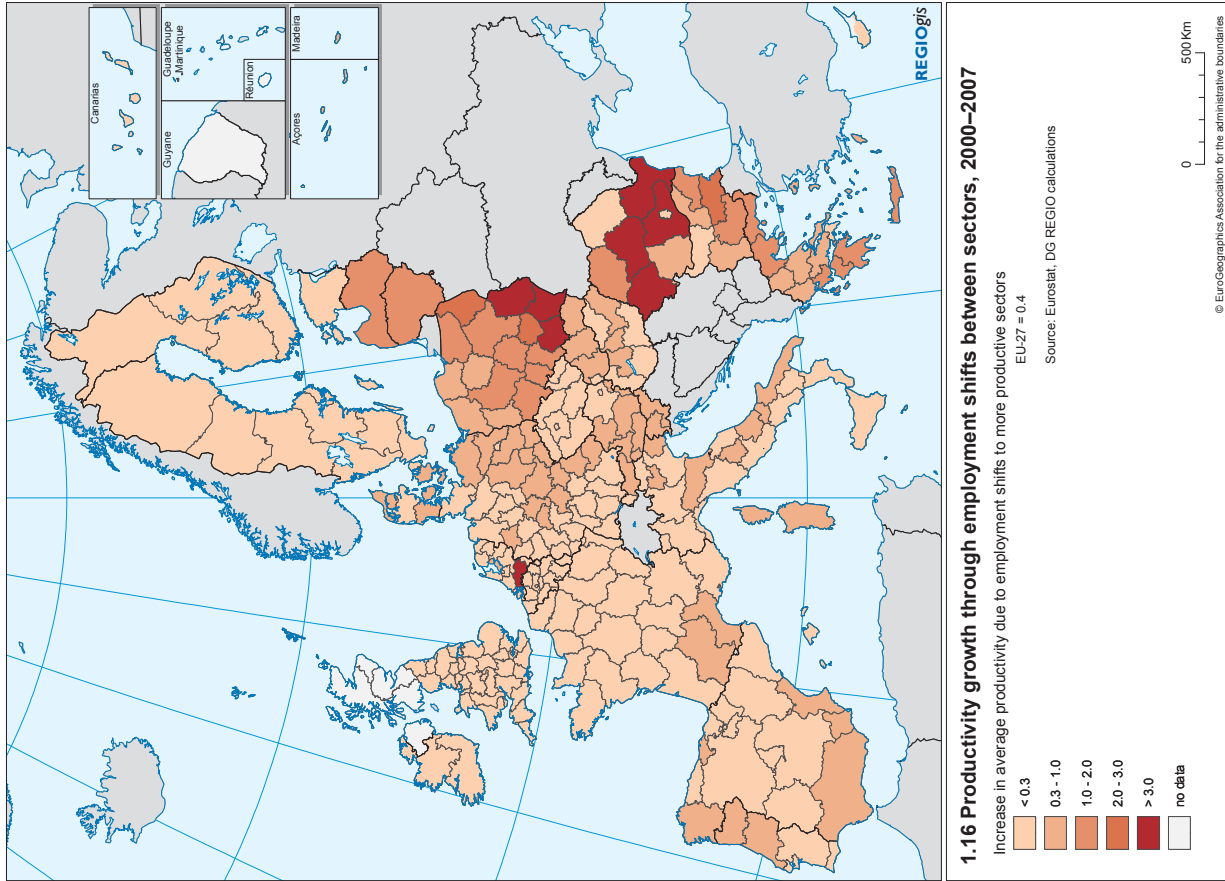 Canarias
Guyane
Guadeloupe
Martinique
Réunion
Açores
Madeira
REGIOgis
1.16 Productivity growth through employment shifts between sectors, 2000–2007
Increase in average productivity due to employment shifts to more productive sectors
< 0.3
0.3 - 1.0
1.0 - 2.0
2.0 - 3.0
> 3.0
no data
EU-27 = 0.4
Source: Eurostat, DG REGIO calculations
0 500 Km
© EuroGeographics Association for the administrative boundaries